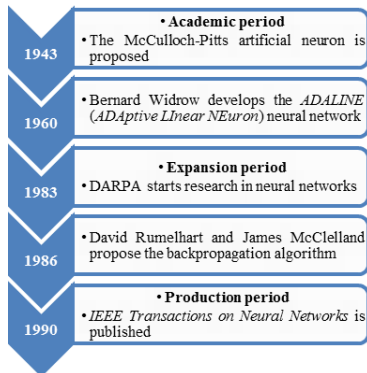 • Academic period
1943
• The McCulloch-Pitts artificial neuron is
proposed
1960
• Bernard Widrow develops the ADALINE
(ADAptive LInear NEuron) neural network
• Expansion period
1983
• DARPA starts research in neural networks
1986
• David Rumelhart and James McClelland
propose the backpropagation algorithm
• Production period
1990
• IEEE Transactions on Neural Networks is
published